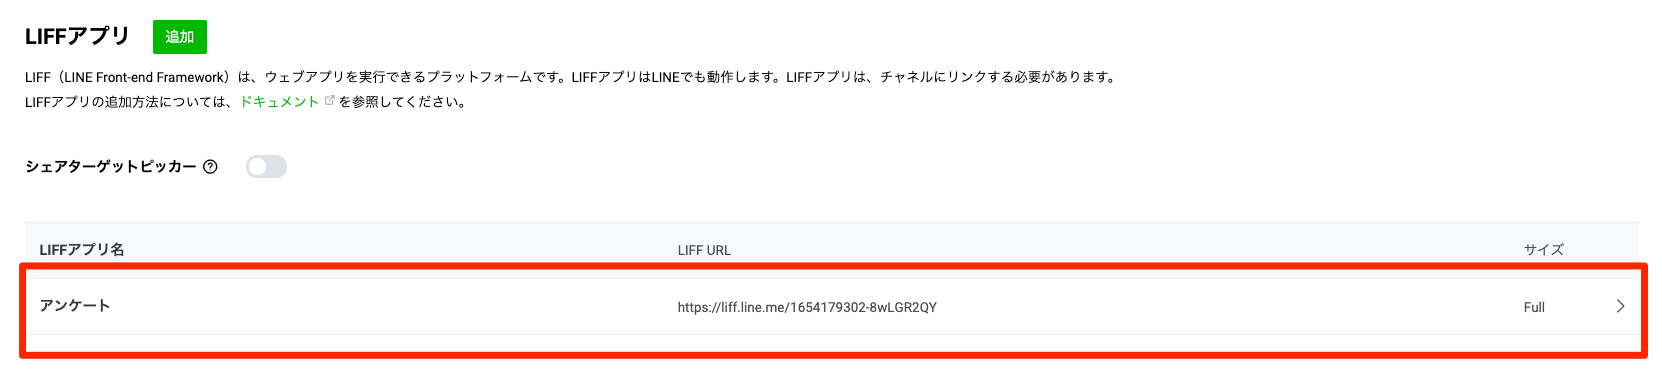 LIFFアプリ 追加
LIFF（LINE Front-end Framework）は、ウェブアプリを実行できるプラットフォームです。LIFFアプリはLINEでも動作します。LIFFアプリは、チャネルにリンクする必要があります。
LIFFアプリの追加方法については、ドキュメント を参照してください。
シェアターゲットピッカー ?
LIFFアプリ名 LIFF URL サイズ
アンケート https://liff.line.me/1654179302-8wLGR2QY Full